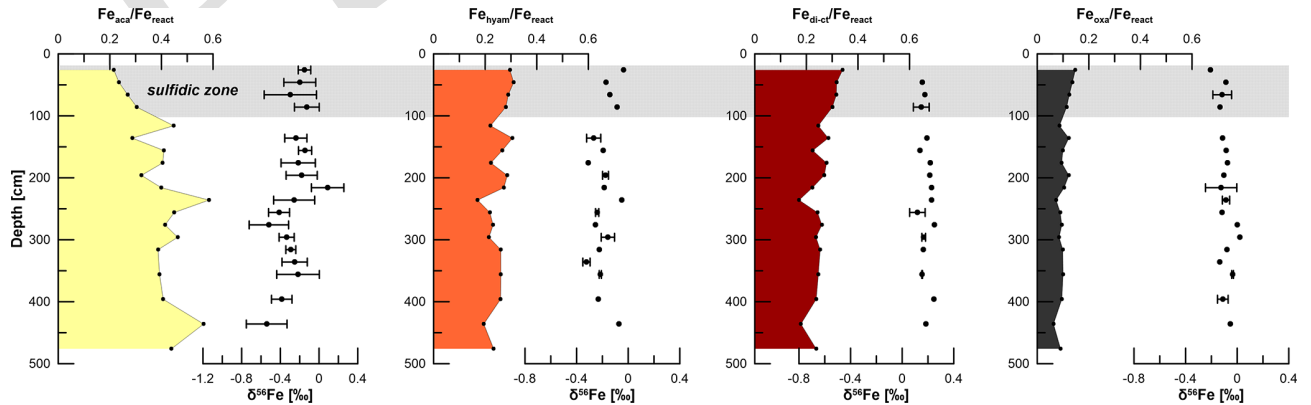 Fe_aca/Fe_react Fe_hyam/Fe_react Fe_di-ct/Fe_react Fe_oxa/Fe_react
0 0.2 0.4 0.6 0 0.2 0.4 0.6 0 0.2 0.4 0.6 0 0.2 0.4 0.6
0 0 0 0
sulfidic zone
100 100 100 100
Depth [cm]
200 200 200 200
300 300 300 300
400 400 400 400
500 500 500 500
-1.2 -0.8 -0.4 0 0.4 -0.8 -0.4 0 0.4 -0.8 -0.4 0 0.4 -0.8 -0.4 0 0.4
δ⁵⁶Fe [‰] δ⁵⁶Fe [‰] δ⁵⁶Fe [‰] δ⁵⁶Fe [‰]